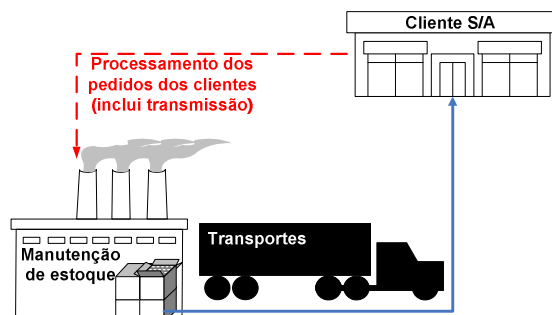 Cliente S/A
Processamento dos
pedidos dos clientes
(inclui transmissão)
Transportes
Manutenção
de estoque